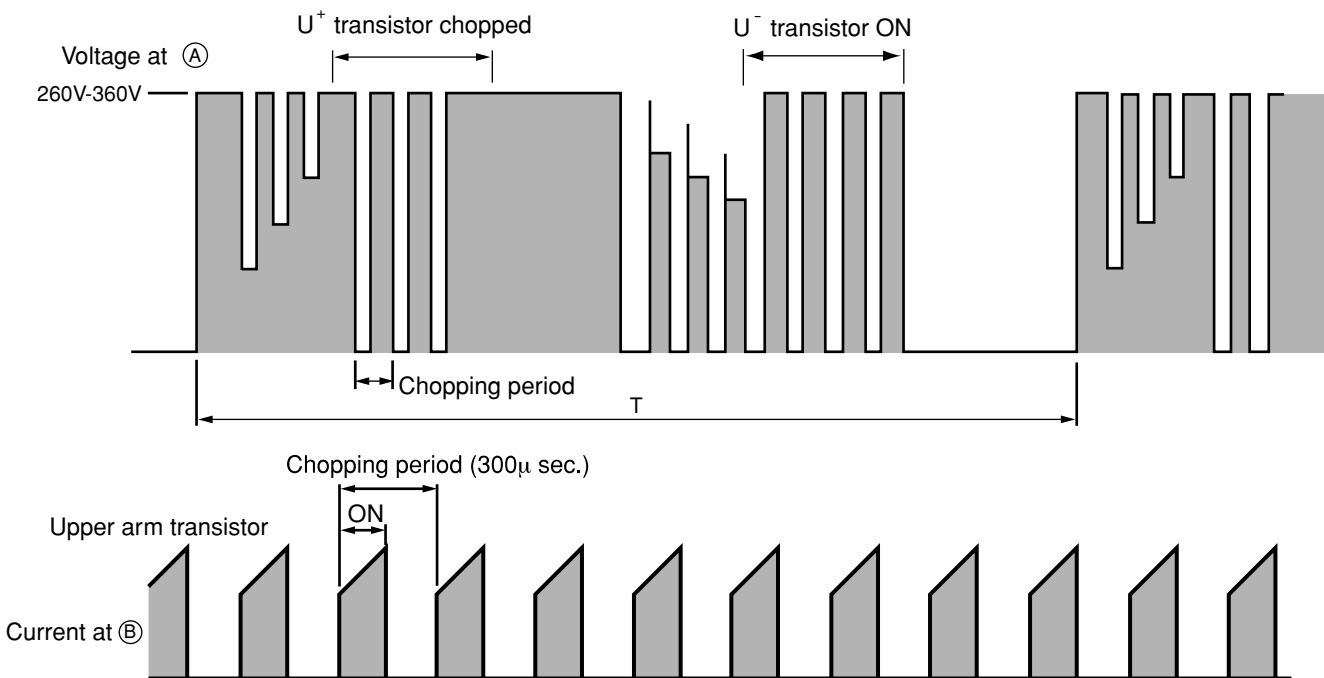 U⁺ transistor chopped
U⁻ transistor ON
Voltage at Ⓐ
260V-360V
Chopping period
T
Chopping period (300μ sec.)
ON
Upper arm transistor
Current at Ⓑ